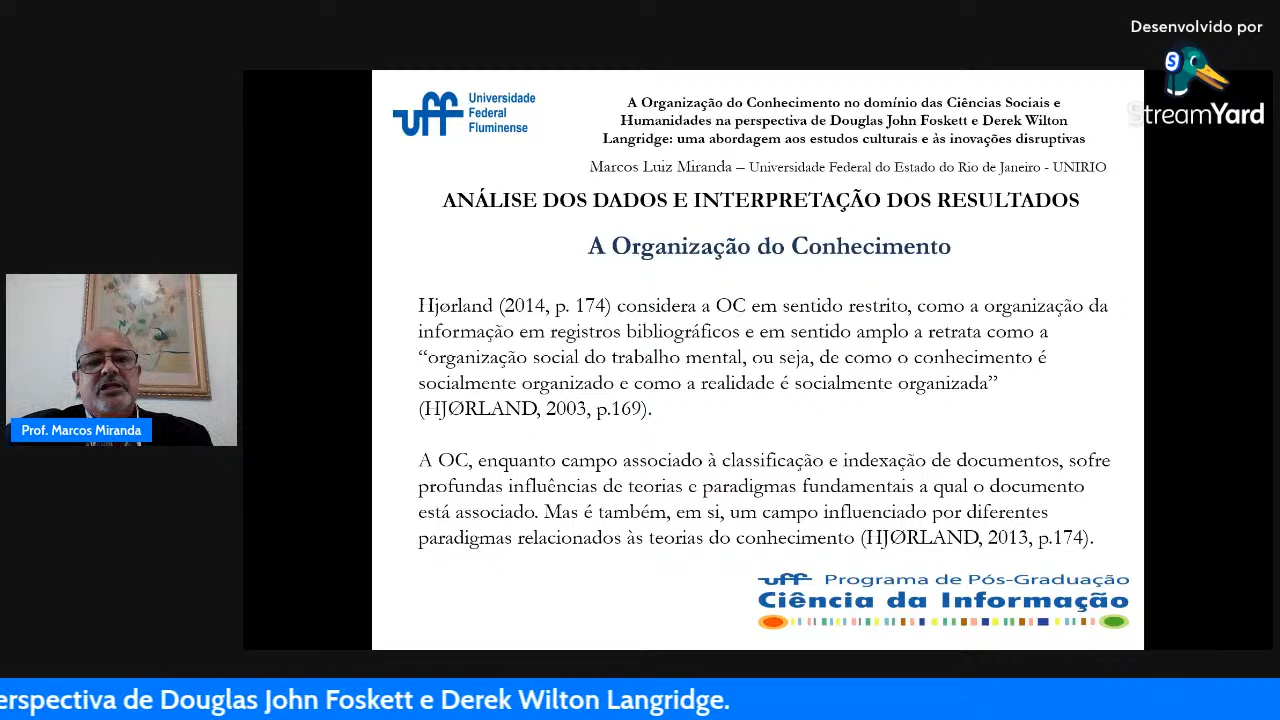 Desenvolvido por
StreamYard
uff Universidade
Federal
Fluminense
A Organização do Conhecimento no domínio das Ciências Sociais e
Humanidades na perspectiva de Douglas John Foskett e Derek Wilton
Langridge: uma abordagem aos estudos culturais e às inovações disruptivas
Marcos Luiz Miranda – Universidade Federal do Estado do Rio de Janeiro - UNIRIO
ANÁLISE DOS DADOS E INTERPRETAÇÃO DOS RESULTADOS
A Organização do Conhecimento
Hjørland (2014, p. 174) considera a OC em sentido restrito, como a organização da
informação em registros bibliográficos e em sentido amplo a retrata como a
“organização social do trabalho mental, ou seja, de como o conhecimento é
socialmente organizado e como a realidade é socialmente organizada”
(HJØRLAND, 2003, p.169).
A OC, enquanto campo associado à classificação e indexação de documentos, sofre
profundas influências de teorias e paradigmas fundamentais a qual o documento
está associado. Mas é também, em si, um campo influenciado por diferentes
paradigmas relacionados às teorias do conhecimento (HJØRLAND, 2013, p.174).
uff Programa de Pós-Graduação
Ciência da Informação
Prof. Marcos Miranda
erspectiva de Douglas John Foskett e Derek Wilton Langridge.